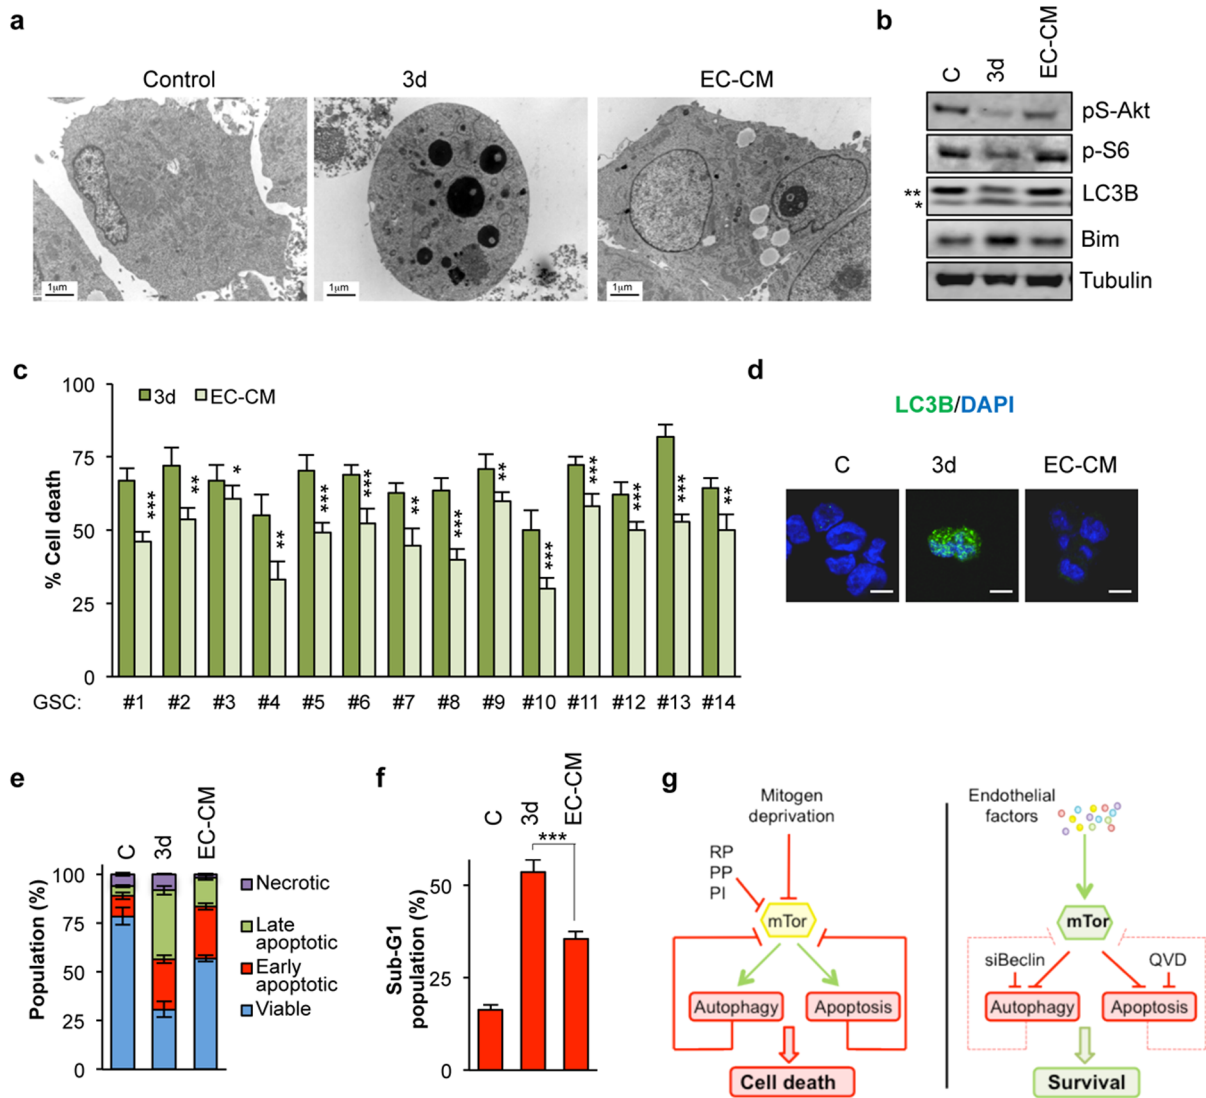 a
Control
3d
EC-CM
1μm
1μm
1μm
b
C
3d
EC-CM
pS-Akt
p-S6
**
*
LC3B
Bim
Tubulin
c
% Cell death
100
75
50
25
0
3d
EC-CM
***
**
*
**
***
***
**
***
**
***
***
***
***
**
GSC:
#1 #2 #3 #4 #5 #6 #7 #8 #9 #10 #11 #12 #13 #14
d
LC3B/DAPI
C
3d
EC-CM
e
C
3d
EC-CM
Population (%)
100
75
50
25
0
Necrotic
Late
apoptotic
Early
apoptotic
Viable
f
C
3d
EC-CM
***
Sub-G1
population (%)
50
25
0
g
Mitogen
deprivation
RP
PP
PI
mTor
Autophagy
Apoptosis
Cell death
Endothelial
factors
mTor
siBeclin
QVD
Autophagy
Apoptosis
Survival